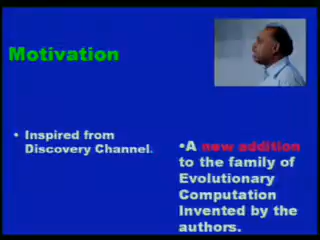 Motivation
• Inspired from
Discovery Channel.
•A new addition
to the family of
Evolutionary
Computation
Invented by the
authors.